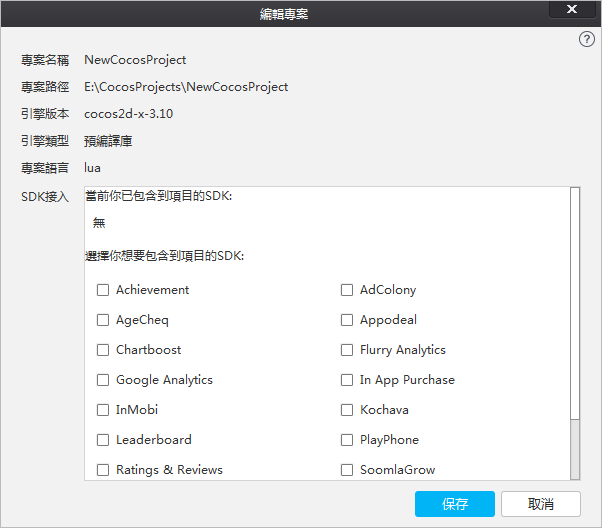 編輯專案
?
專案名稱 NewCocosProject
專案路徑 E:\CocosProjects\NewCocosProject
引擎版本 cocos2d-x-3.10
引擎類型 預編譯庫
專案語言 lua
SDK接入 當前你已包含到項目的SDK:
無
選擇你想要包含到項目的SDK:
Achievement AdColony
AgeCheq Appodeal
Chartboost Flurry Analytics
Google Analytics In App Purchase
InMobi Kochava
Leaderboard PlayPhone
Ratings & Reviews SoomlaGrow
保存 取消